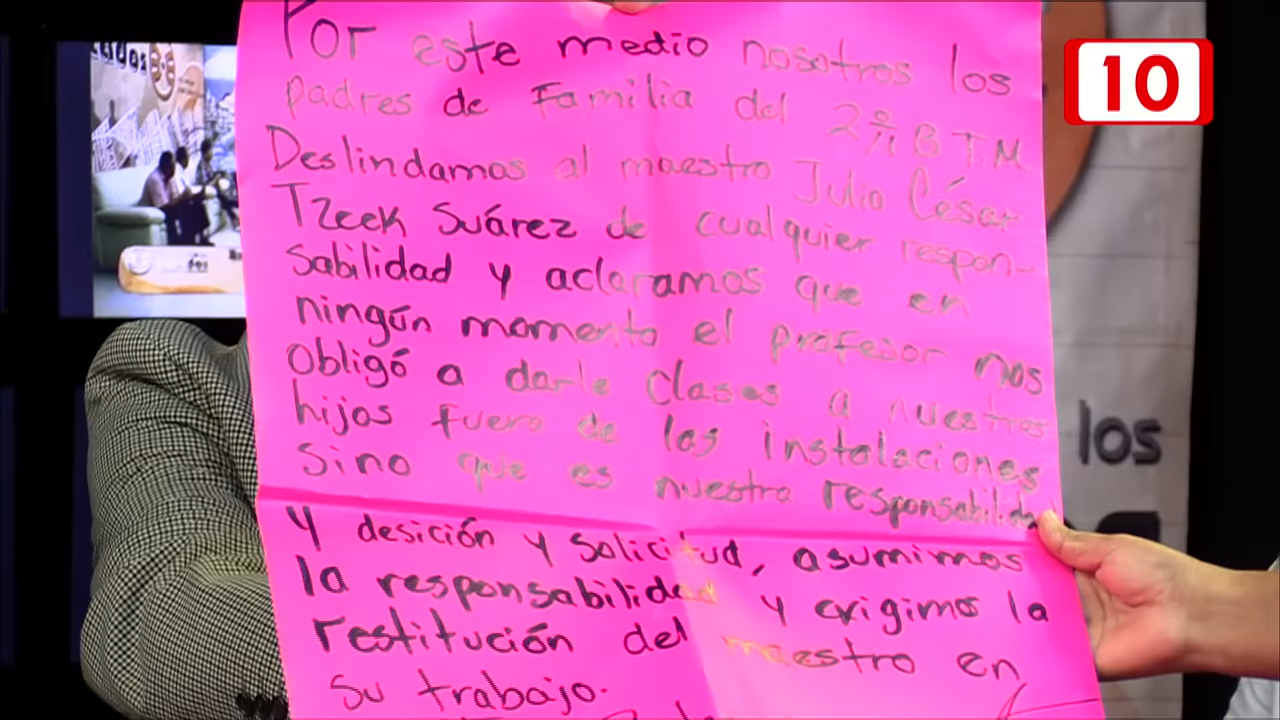 Por este medio nosotros los
padres de Familia del 2º B T.M
Deslindamos al maestro Julio César
Tzeek Suárez de cualquier respon-
sabilidad y aclaramos que en
ningún momento el profesor nos
obligó a darle clases a nuestros
hijos fuera de las instalaciones
sino que es nuestra responsabilidad
y desición y solicitud, asumimos
la responsabilidad y exigimos la
restitución del maestro en
su trabajo.
10
los